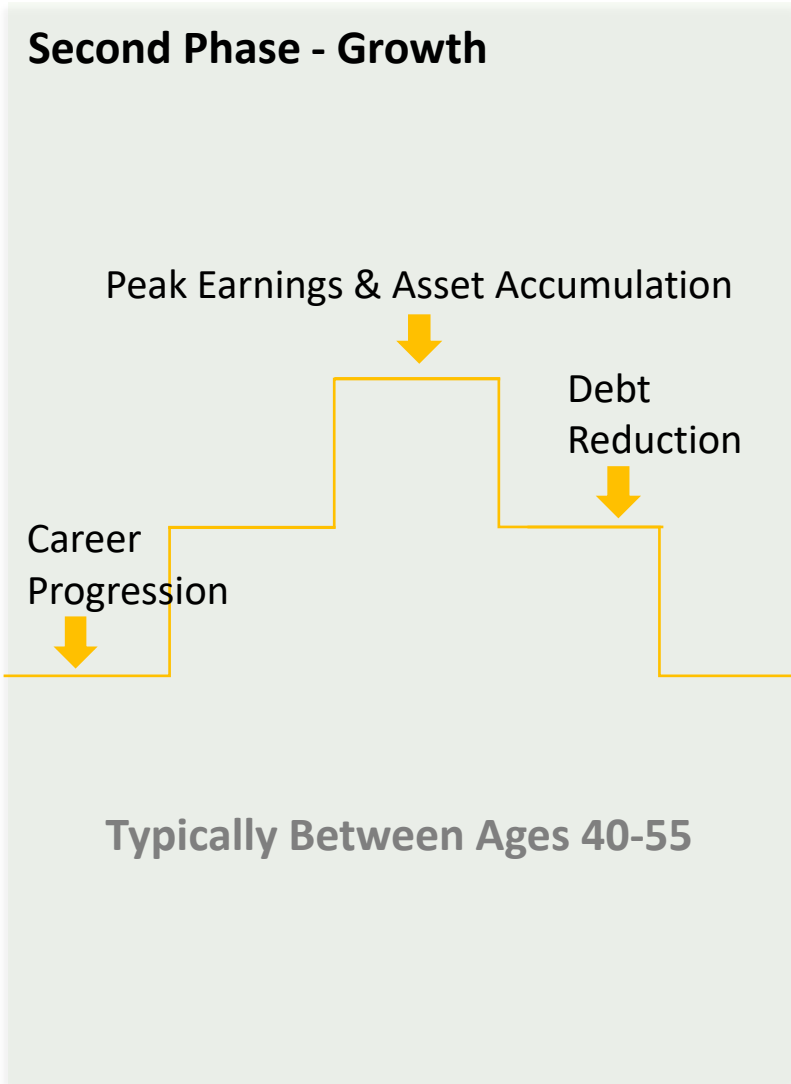 Second Phase - Growth
Peak Earnings & Asset Accumulation
Debt
Reduction
Career
Progression
Typically Between Ages 40-55